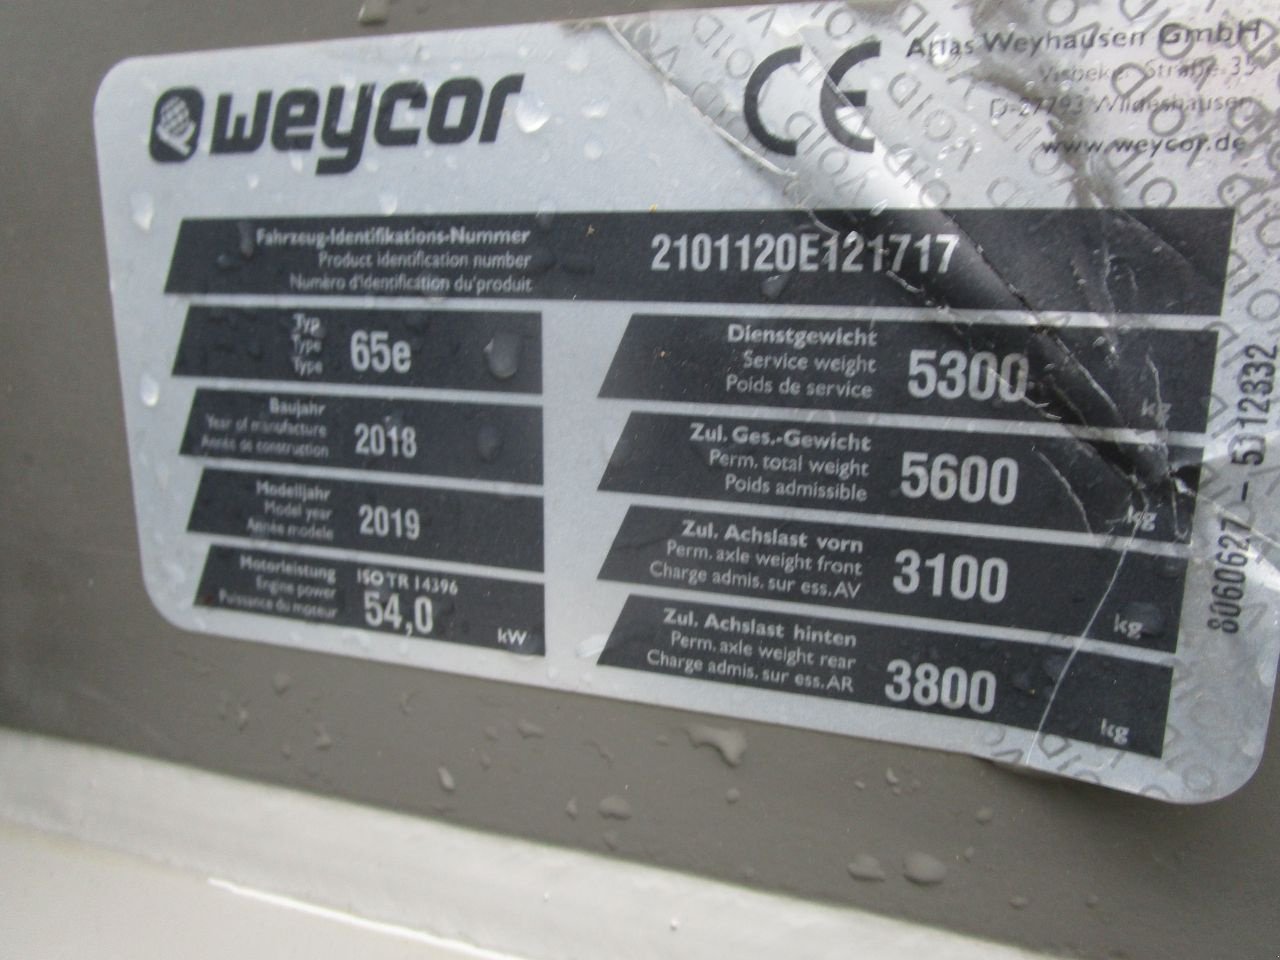 weycor
CE
Atlas Weyhausen GmbH
Visbeker Straße 35
D-27793 Wildeshausen
www.weycor.de
Fahrzeug-Identifikations-Nummer
Product identification number
Numéro d'identification du produit
2101120E121717
Typ
Type
Type
65e
Baujahr
Year of manufacture
Année de construction
2018
Modelljahr
Model year
Année modele
2019
Motorleistung
Engine power
Puissance du moteur
ISO TR 14396
54,0
kW
Dienstgewicht
Service weight
Poids de service
5300
kg
Zul. Ges.-Gewicht
Perm. total weight
Poids admissible
5600
kg
Zul. Achslast vorn
Perm. axle weight front
Charge admis. sur ess. AV
3100
kg
Zul. Achslast hinten
Perm. axle weight rear
Charge admis. sur ess. AR
3800
kg
VOID VOID VOID